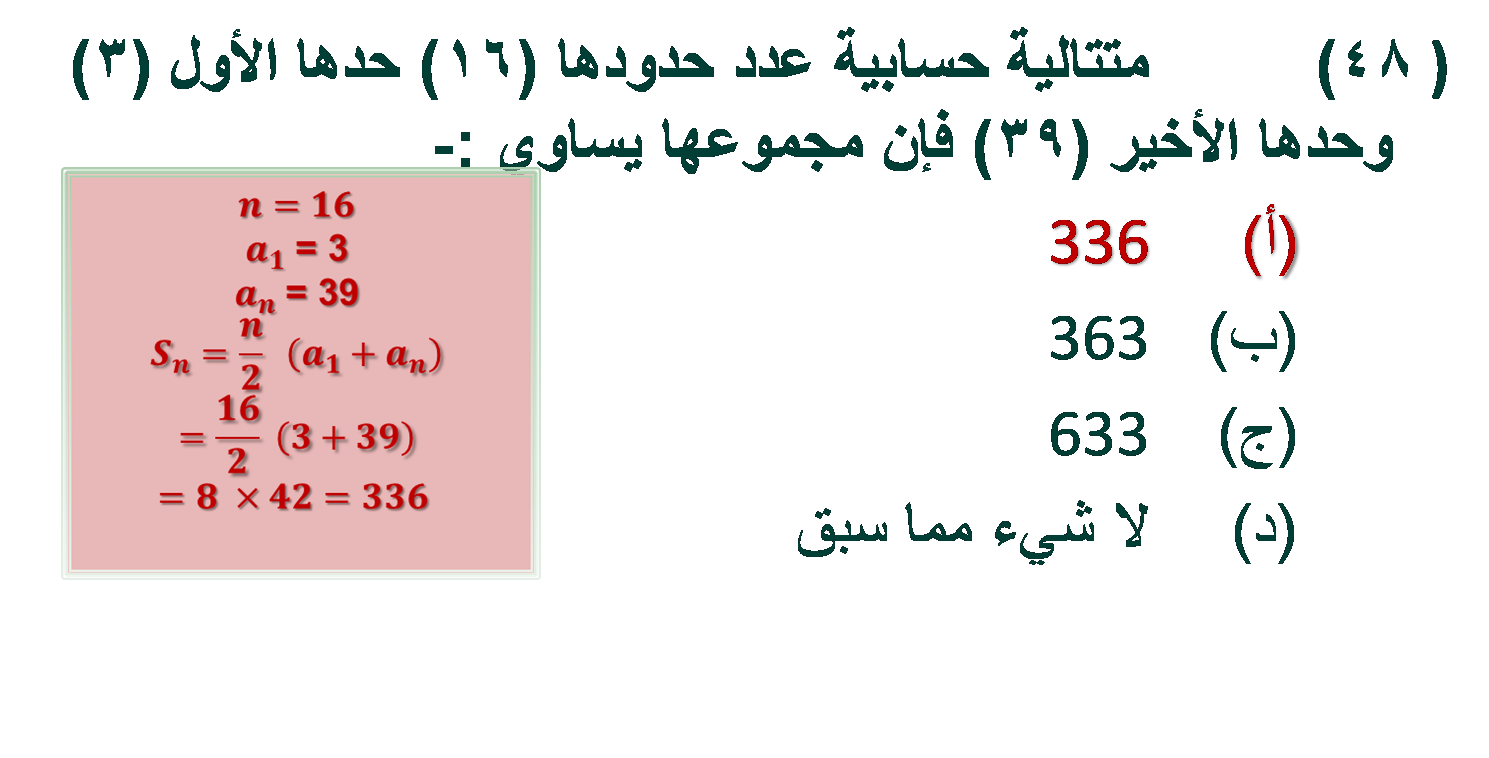 (٤٨) متتالية حسابية عدد حدودها (١٦) حدها الأول (٣)
وحدها الأخير (٣٩) فإن مجموعها يساوي :-
(أ) 336
(ب) 363
(ج) 633
(د) لا شيء مما سبق
n = 16
a₁ = 3
aₙ = 39
Sₙ = n/2 (a₁ + aₙ)
= 16/2 (3 + 39)
= 8 × 42 = 336